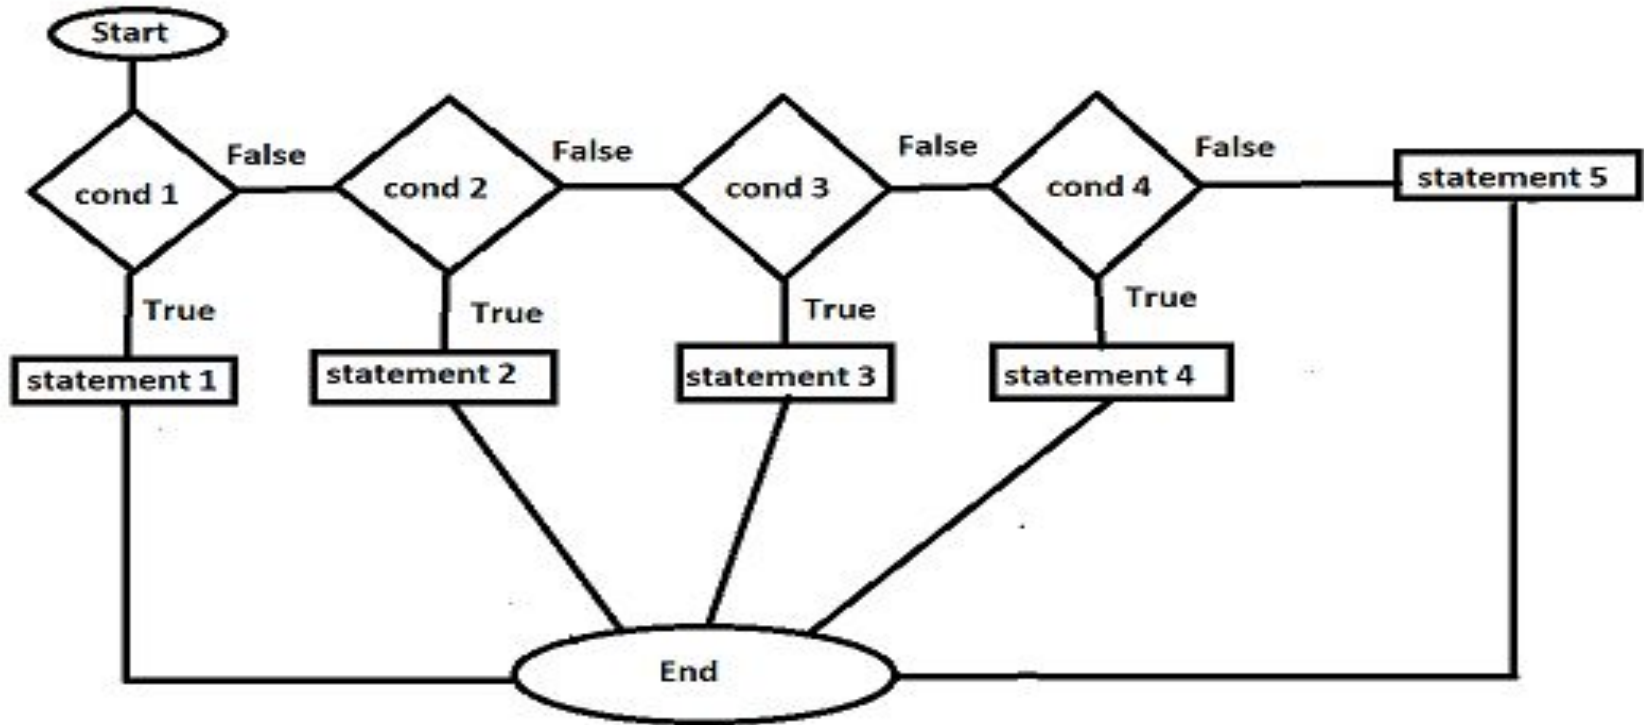 Start
False
False
False
False
cond 1
cond 2
cond 3
cond 4
statement 5
True
True
True
True
statement 1
statement 2
statement 3
statement 4
End